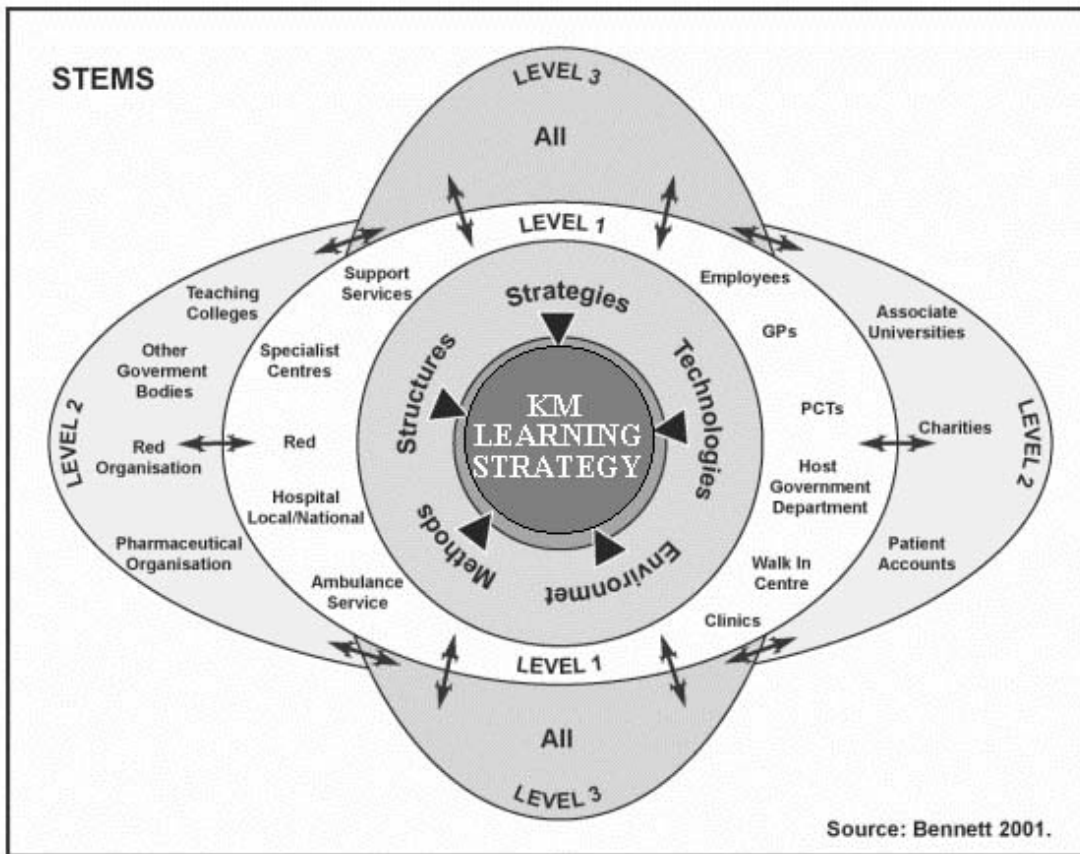 STEMS
LEVEL 3
All
LEVEL 1
Support
Services
Employees
Strategies
Teaching
Colleges
Associate
Universities
GPs
Other
Goverment
Bodies
Specialist
Centres
Structures
Technologies
KM
LEARNING
STRATEGY
PCTs
LEVEL 2
Red
Organisation
Red
Charities
LEVEL 2
Host
Government
Department
Hospital
Local/National
Methods
Environmet
Pharmaceutical
Organisation
Patient
Accounts
Walk In
Centre
Ambulance
Service
Clinics
LEVEL 1
All
LEVEL 3
Source: Bennett 2001.